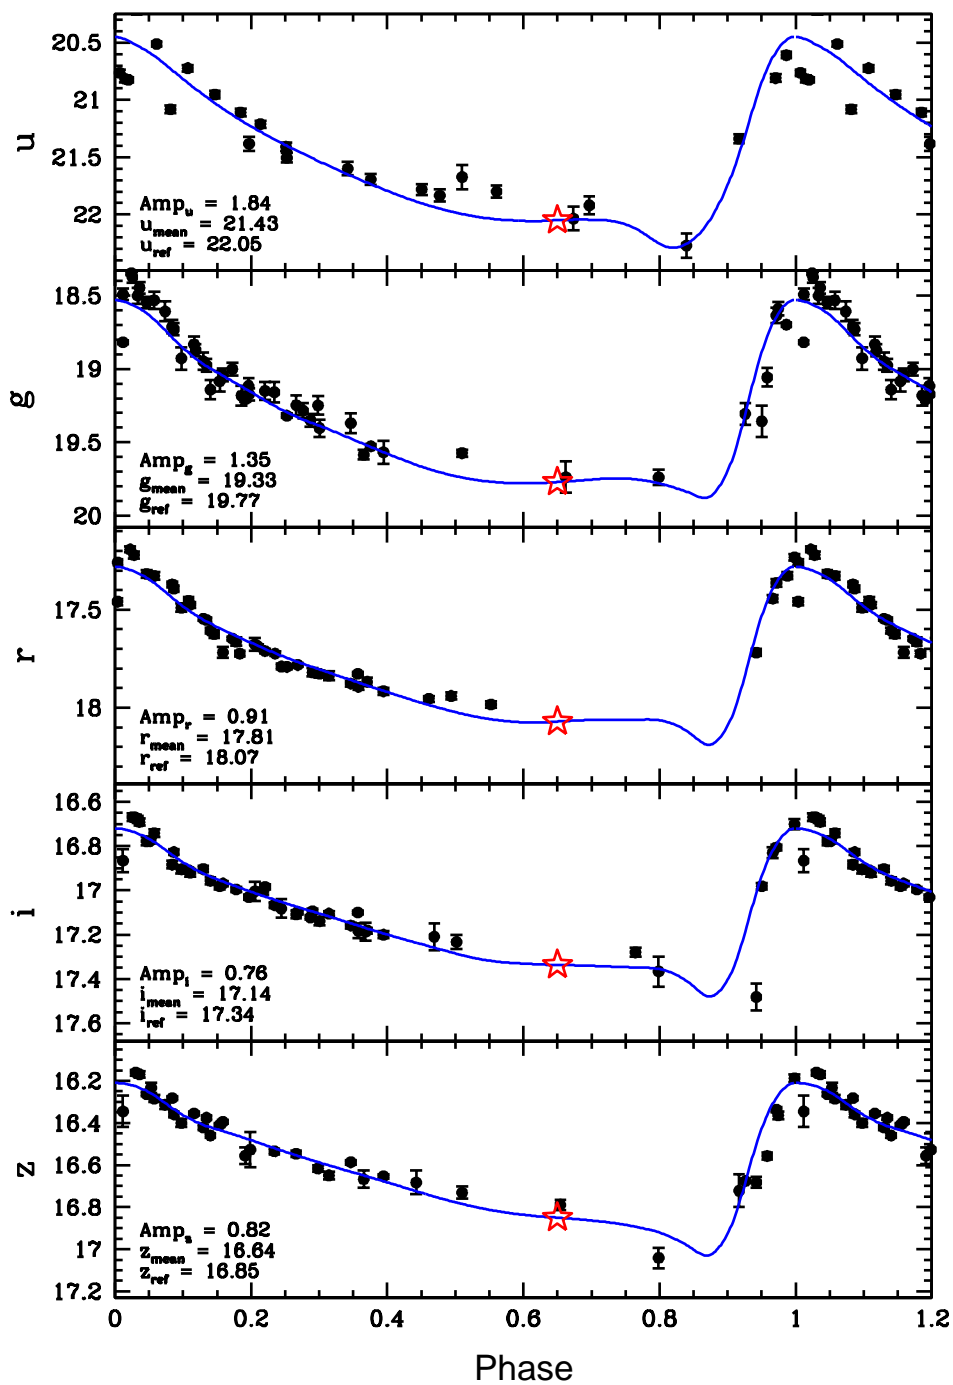 20.5
21
21.5
22
u
Amp_u = 1.84
u_mean = 21.43
u_ref = 22.05
18.5
19
19.5
20
g
Amp_g = 1.35
g_mean = 19.33
g_ref = 19.77
17.5
18
r
Amp_r = 0.91
r_mean = 17.81
r_ref = 18.07
16.6
16.8
17
17.2
17.4
17.6
i
Amp_i = 0.76
i_mean = 17.14
i_ref = 17.34
16.2
16.4
16.6
16.8
17
17.2
z
Amp_z = 0.82
z_mean = 16.64
z_ref = 16.85
0 0.2 0.4 0.6 0.8 1 1.2
Phase